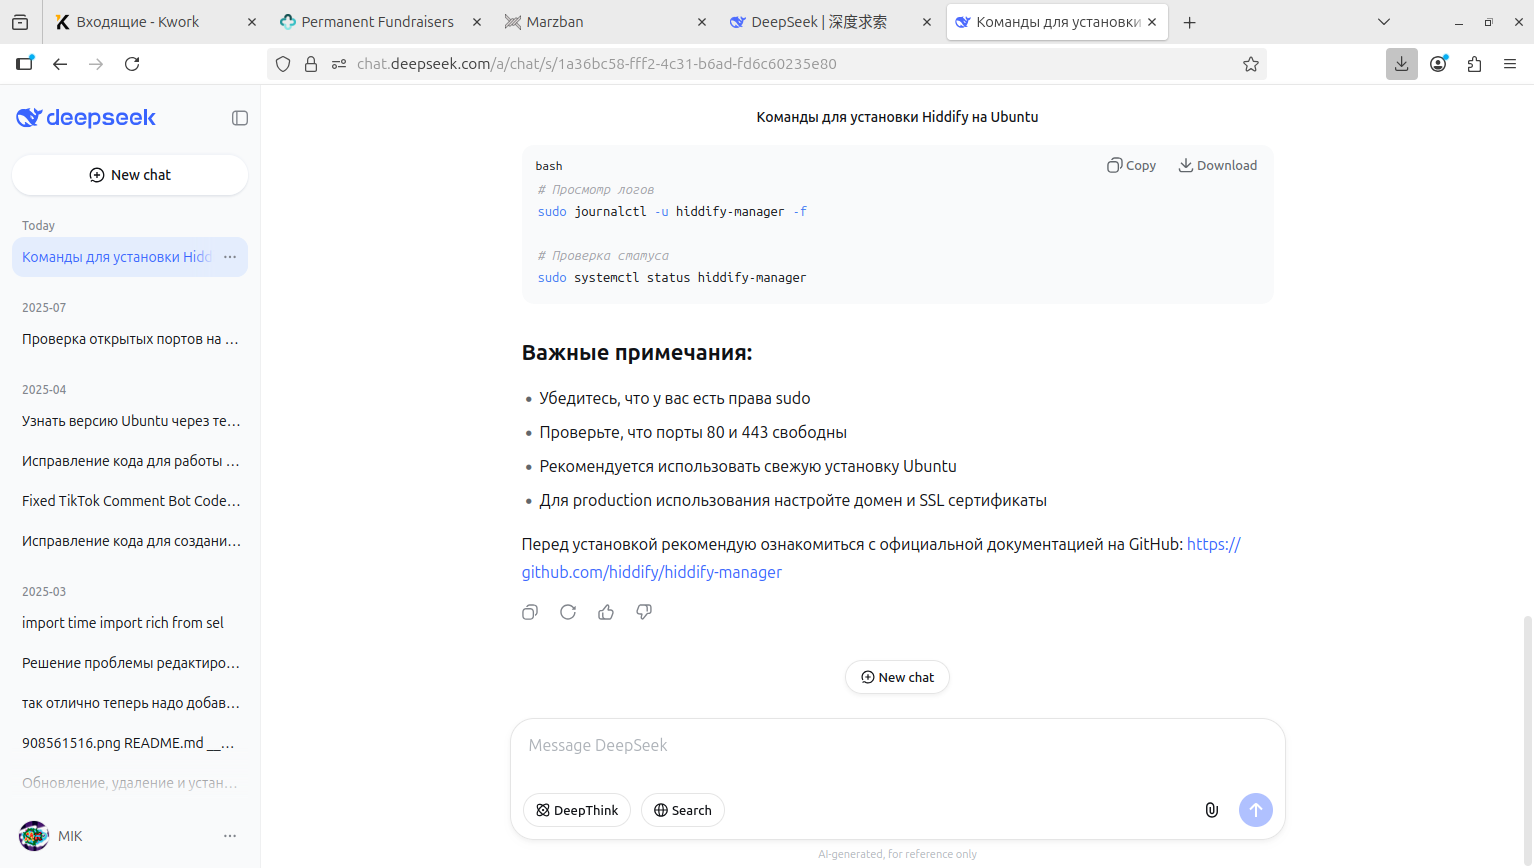 Входящие - Kwork
Permanent Fundraisers
Marzban
DeepSeek | 深度求索
Команды для установки
chat.deepseek.com/a/chat/s/1a36bc58-fff2-4c31-b6ad-fd6c60235e80
deepseek
New chat
Today
Команды для установки Hidd
2025-07
Проверка открытых портов на ...
2025-04
Узнать версию Ubuntu через те...
Исправление кода для работы ...
Fixed TikTok Comment Bot Code...
Исправление кода для создани...
2025-03
import time import rich from sel
Решение проблемы редактиро...
так отлично теперь надо добав...
908561516.png README.md __...
Обновление, удаление и устан...
MIK
Команды для установки Hiddify на Ubuntu
bash
Copy
Download
# Просмотр логов
sudo journalctl -u hiddify-manager -f
# Проверка статуса
sudo systemctl status hiddify-manager
Важные примечания:
• Убедитесь, что у вас есть права sudo
• Проверьте, что порты 80 и 443 свободны
• Рекомендуется использовать свежую установку Ubuntu
• Для production использования настройте домен и SSL сертификаты
Перед установкой рекомендую ознакомиться с официальной документацией на GitHub: https://
github.com/hiddify/hiddify-manager
New chat
Message DeepSeek
DeepThink
Search
AI-generated, for reference only